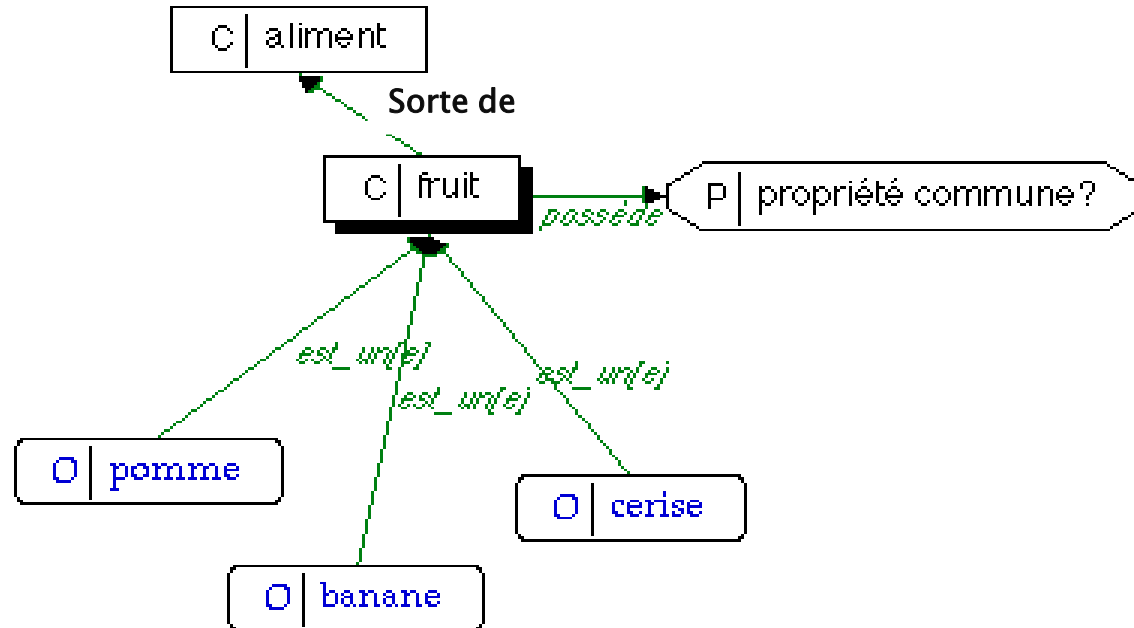 C aliment
Sorte de
C fruit
possède
P propriété commune?
est_un(e)
est_un(e)
est_un(e)
O pomme
O cerise
O banane